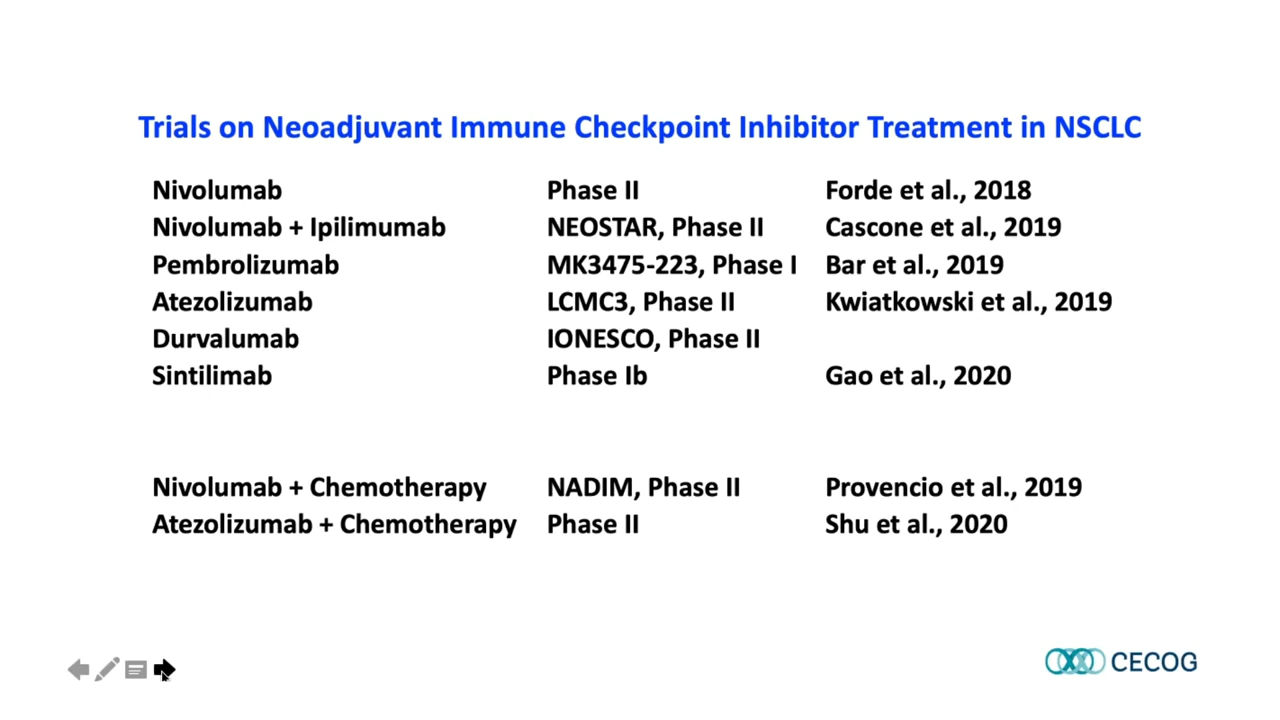 Trials on Neoadjuvant Immune Checkpoint Inhibitor Treatment in NSCLC
Nivolumab Phase II Forde et al., 2018
Nivolumab + Ipilimumab NEOSTAR, Phase II Cascone et al., 2019
Pembrolizumab MK3475-223, Phase I Bar et al., 2019
Atezolizumab LCMC3, Phase II Kwiatkowski et al., 2019
Durvalumab IONESCO, Phase II
Sintilimab Phase Ib Gao et al., 2020
Nivolumab + Chemotherapy NADIM, Phase II Provencio et al., 2019
Atezolizumab + Chemotherapy Phase II Shu et al., 2020
CECOG